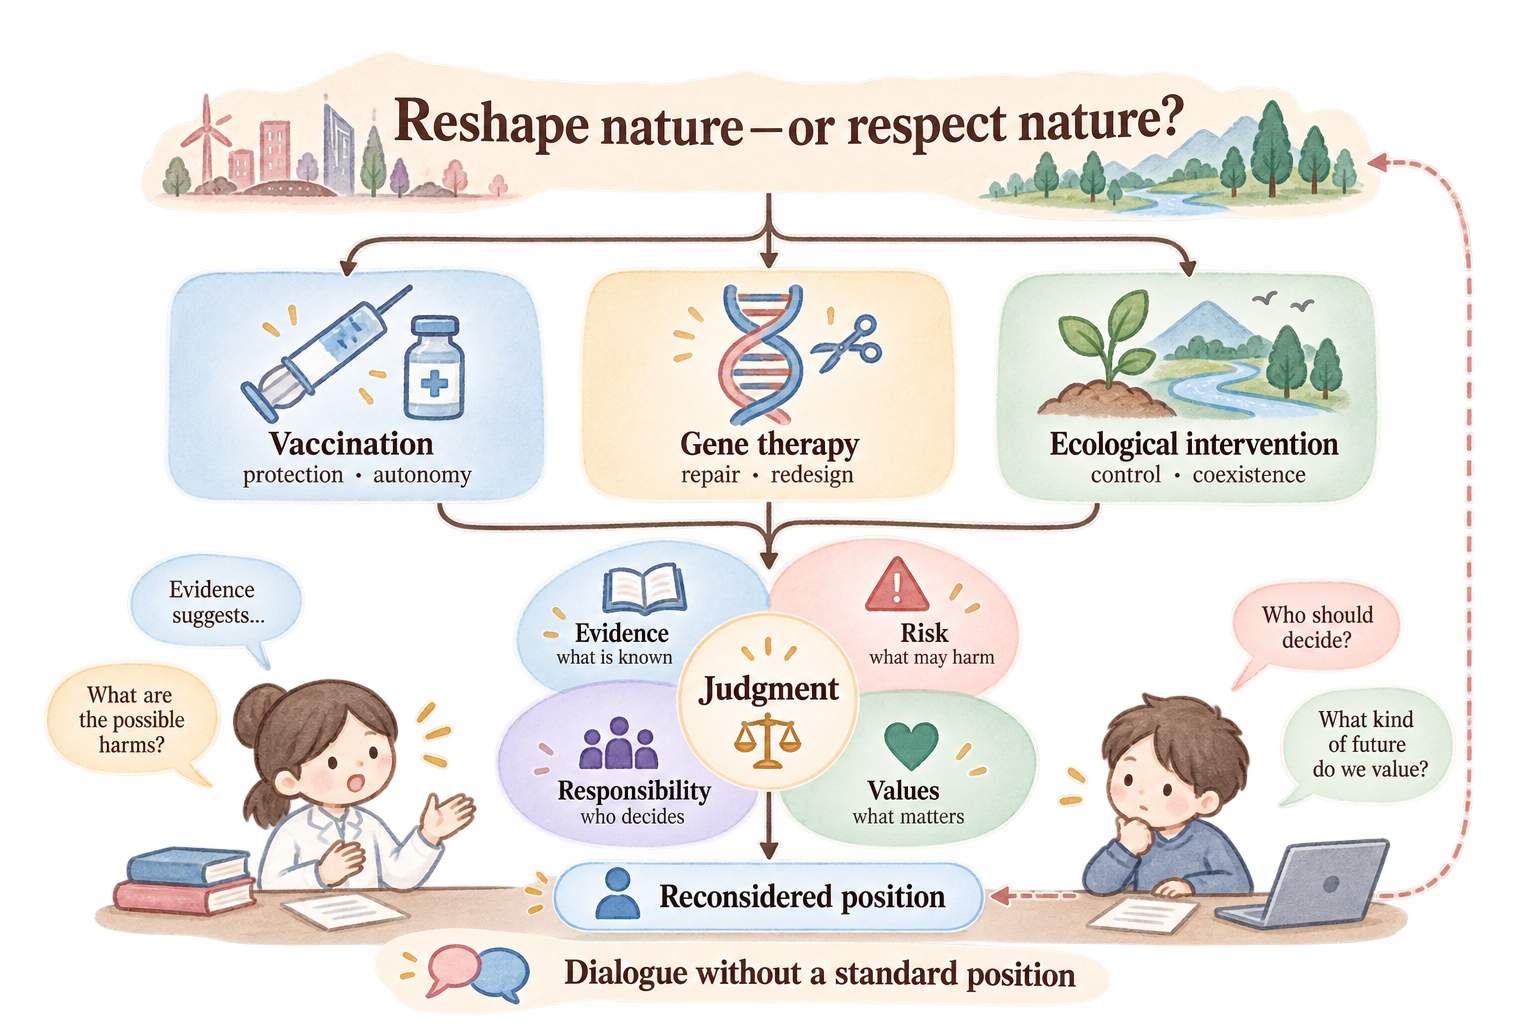 Reshape nature—or respect nature?
Vaccination
protection · autonomy
Gene therapy
repair · redesign
Ecological intervention
control · coexistence
Evidence
suggests...
What are
the possible
harms?
Evidence
what is known
Risk
what may harm
Judgment
Responsibility
who decides
Values
what matters
Who should
decide?
What kind
of future
do we value?
Reconsidered position
Dialogue without a standard position